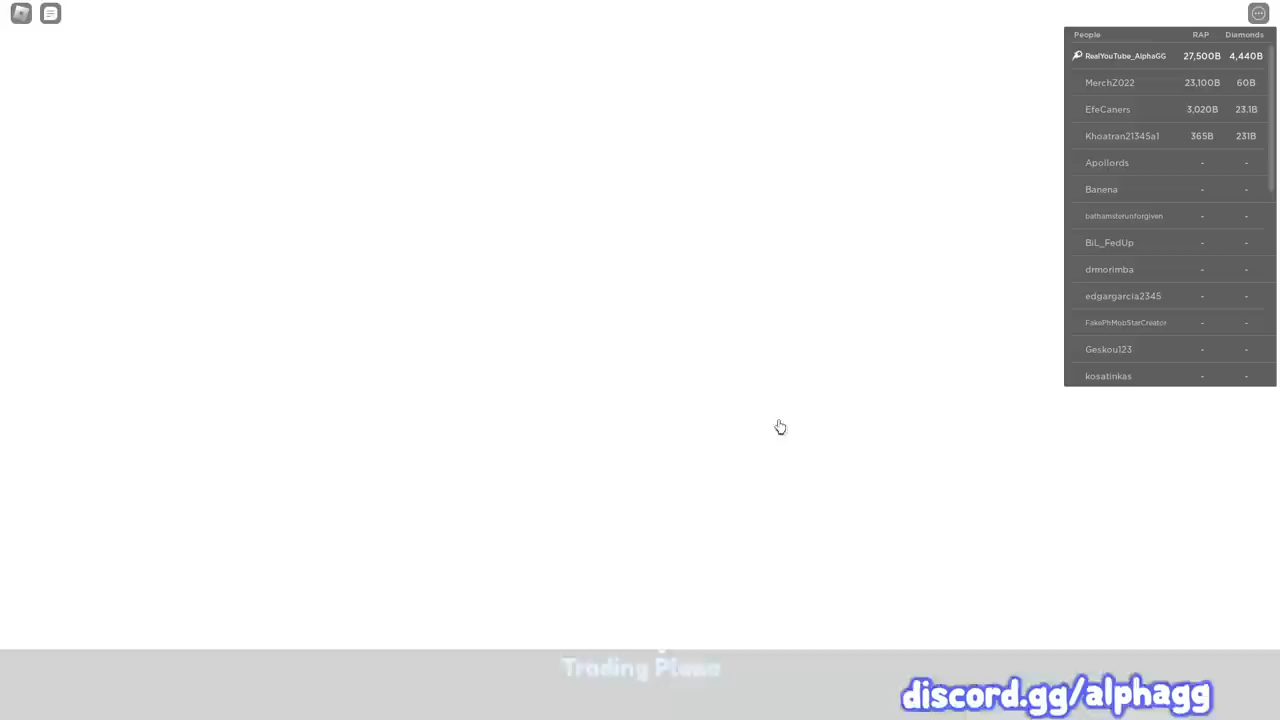 People RAP Diamonds
RealYouTube_AlphaGG 27,500B 4,440B
MerchZ022 23,100B 60B
EfeCaners 3,020B 23.1B
Khoatran21345a1 365B 231B
Apollords - -
Banena - -
bathamsterunforgiven - -
BiL_FedUp - -
drmorimba - -
edgargarcia2345 - -
FakePhMobStarCreator - -
Geskou123 - -
kosatinkas - -
Trading Plaza
discord.gg/alphagg